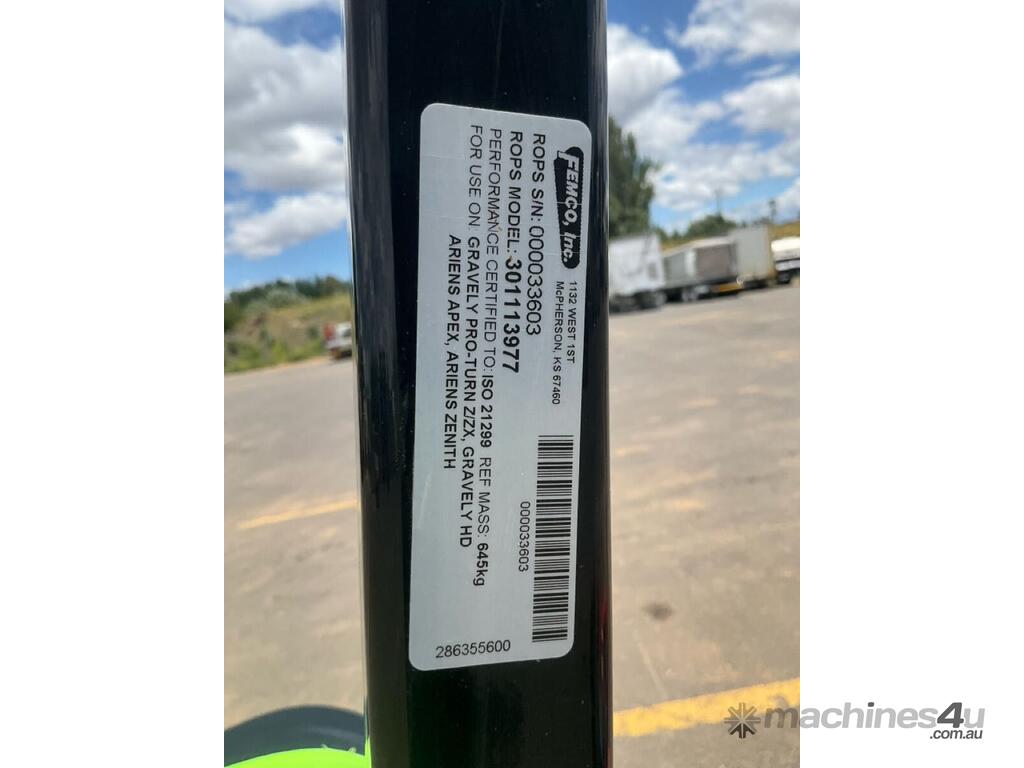 FEMCO, Inc.
1132 WEST 1ST
McPHERSON, KS 67460
ROPS S/N: 000033603
000033603
ROPS MODEL: 301113977
PERFORMANCE CERTIFIED TO: ISO 21299 REF MASS: 645kg
FOR USE ON: GRAVELY PRO-TURN Z/ZX, GRAVELY HD
ARIENS APEX, ARIENS ZENITH
286355600
machines4u
.com.au